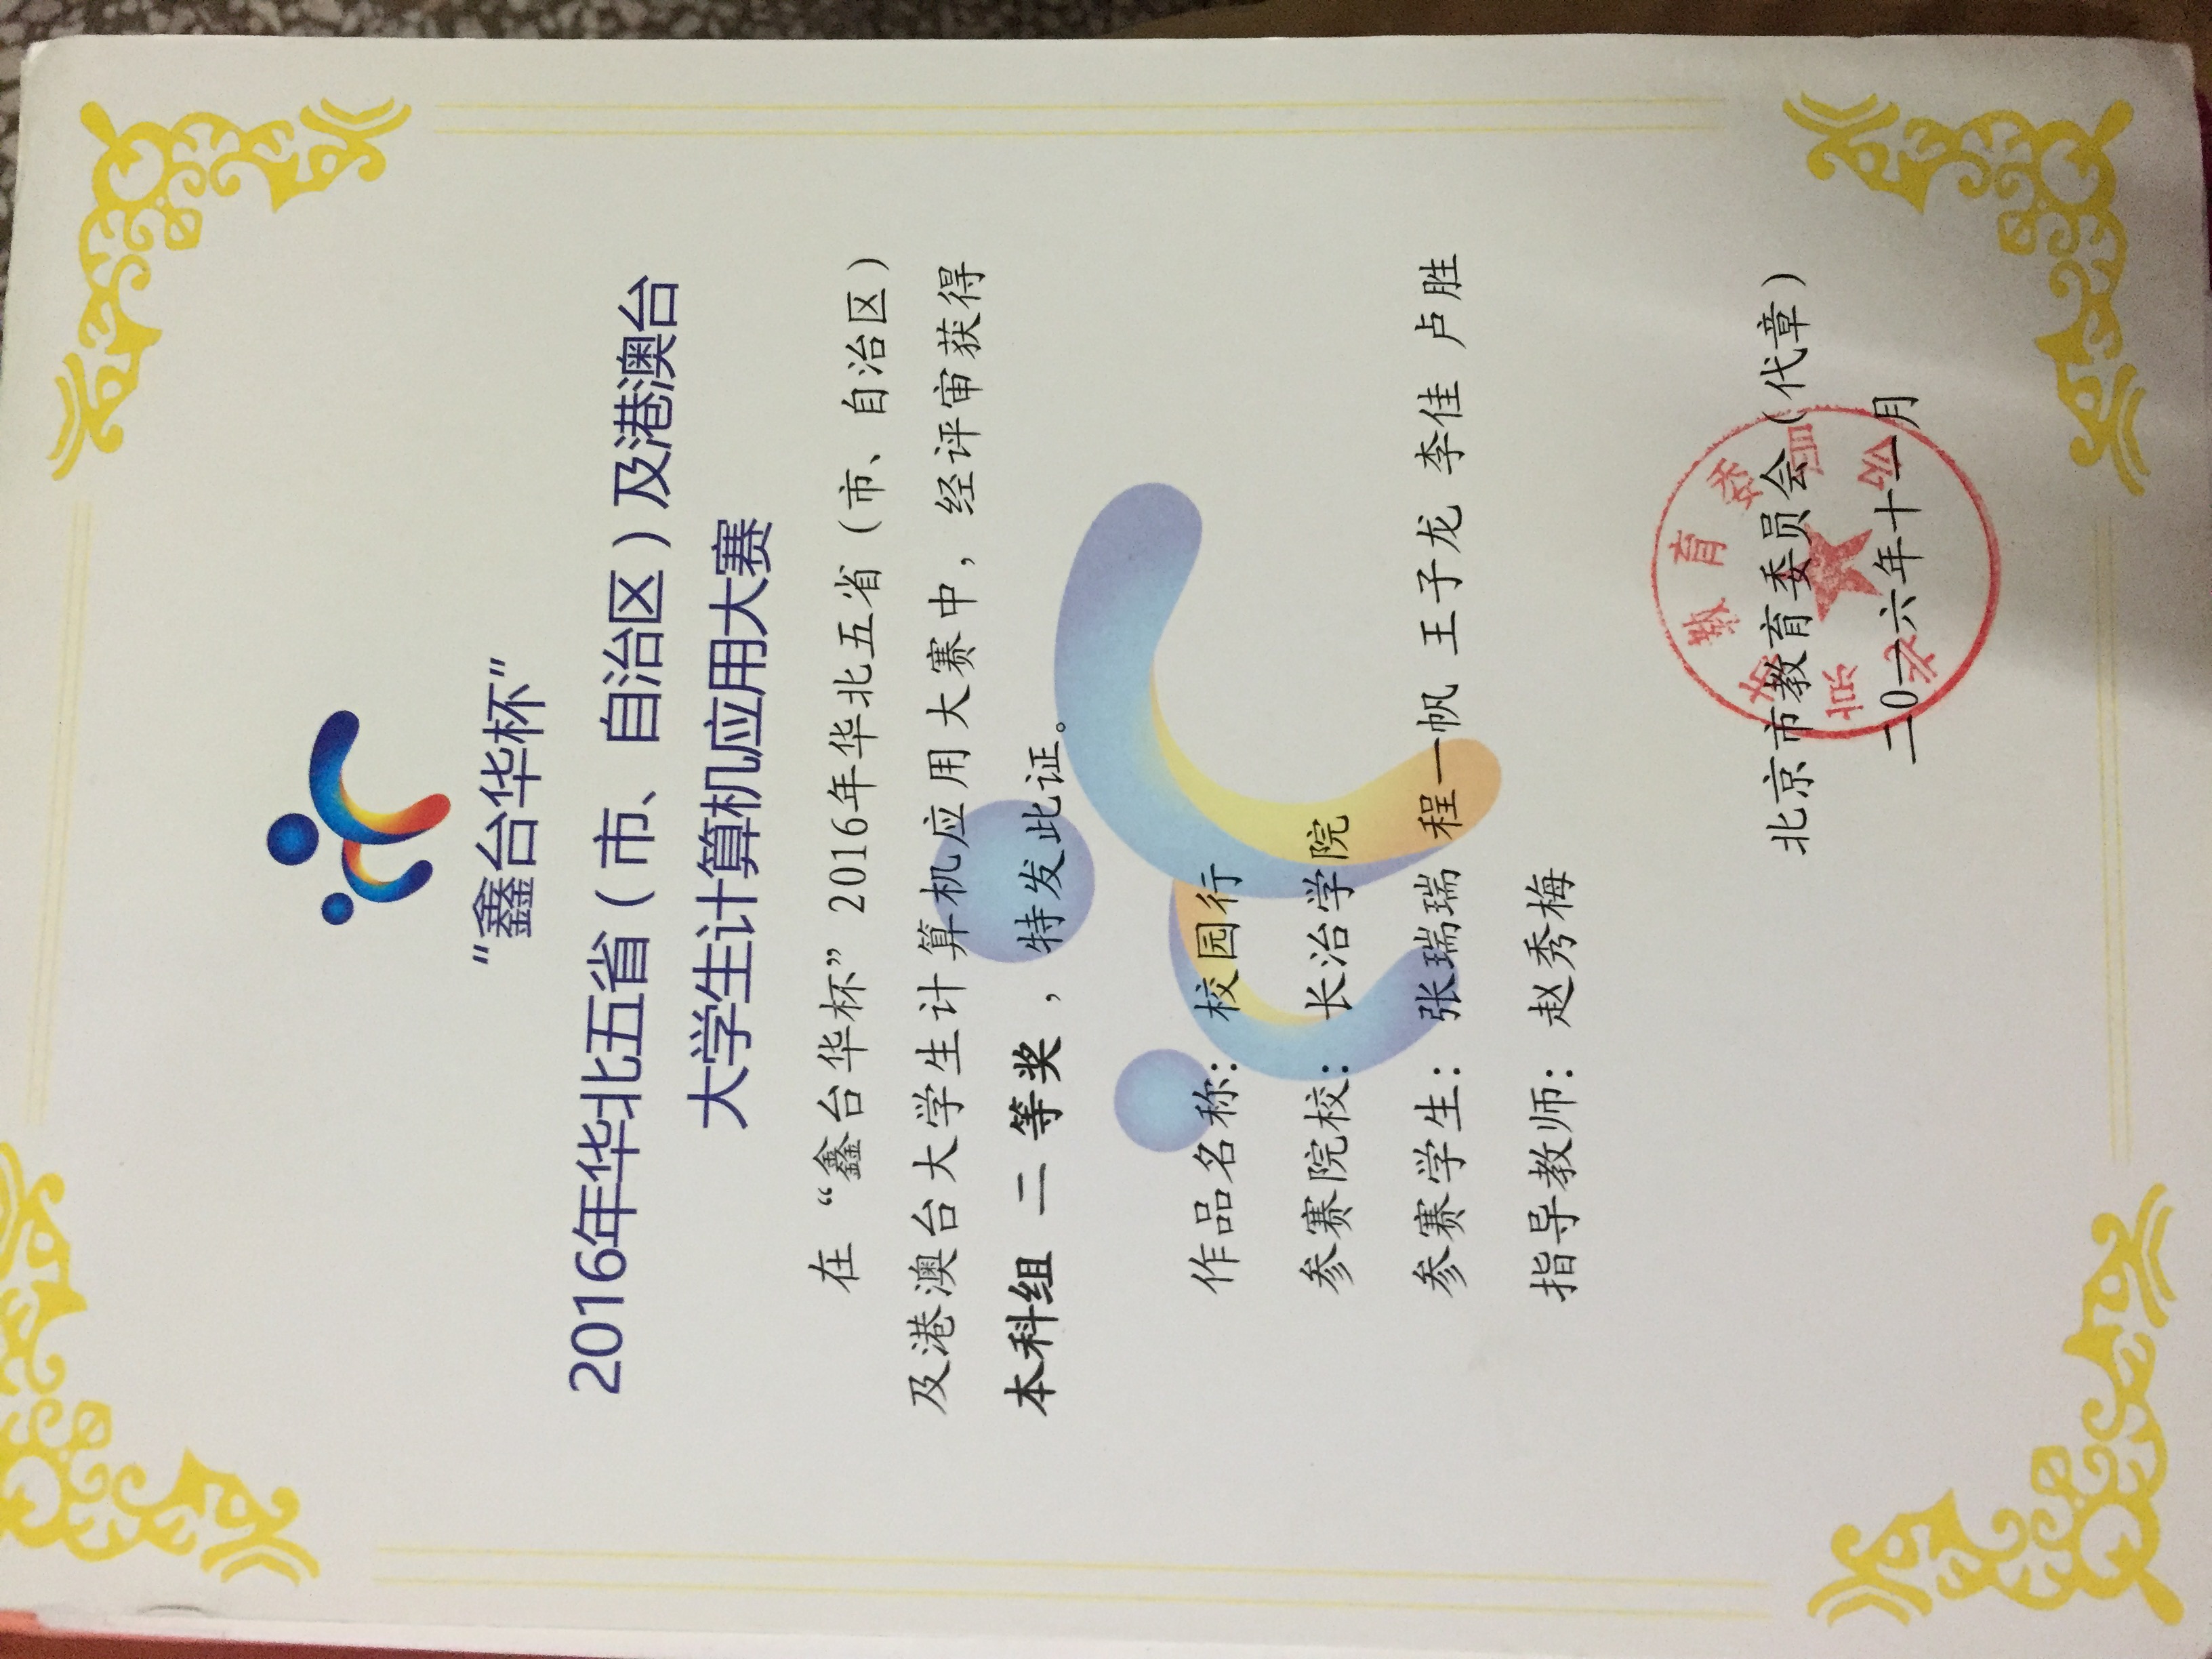 “鑫台华杯”
2016年华北五省（市、自治区）及港澳台
大学生计算机应用大赛
在“鑫台华杯”2016年华北五省（市、自治区）
及港澳台大学生计算机应用大赛中，经评审获得
本科组 二 等奖，特发此证。
作品名称：校园行
参赛院校：长治学院
参赛学生：张瑞瑞 程一帆 王子龙 李佳 卢胜
指导教师：赵秀梅
北京市教育委员会（代章）
二0一六年十一月
北京市教育委员会